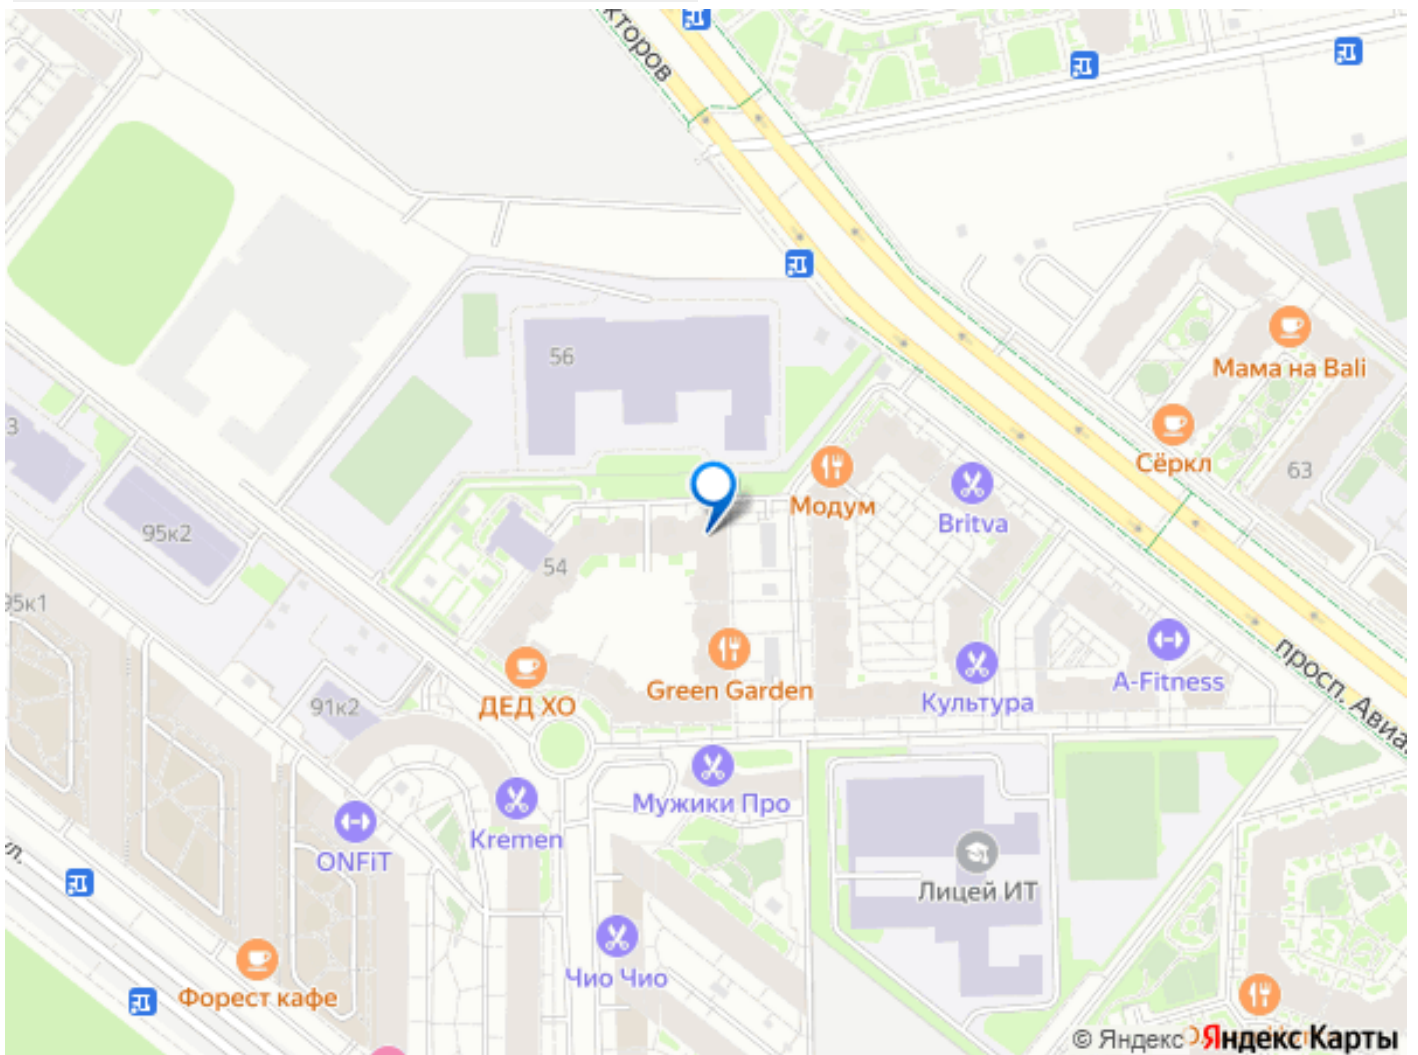 кторов
56
Мама на Bali
Сёркл
63
Модум
Britva
3
95к2
54
95к1
просп. Авиа
A-Fitness
Культура
Green Garden
ДЕД ХО
91к2
Мужики Про
Kremen
ONFiT
ул.
Лицей ИТ
Чио Чио
Форест кафе
© Яндекс Яндекс Карты